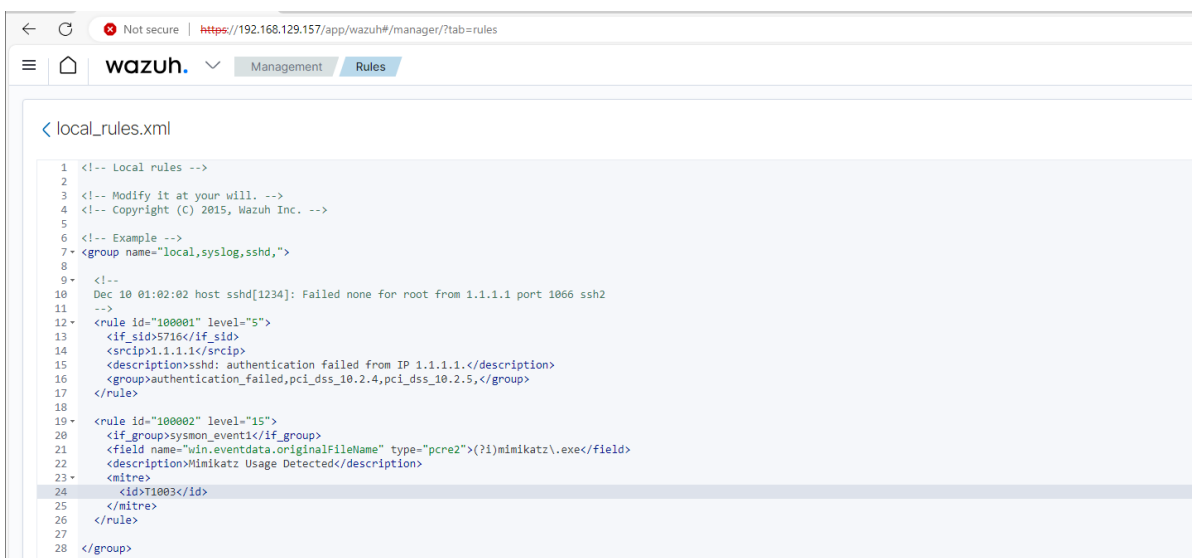 Not secure | https://192.168.129.157/app/wazuh#/manager/?tab=rules
wazuh. Management Rules
local_rules.xml
1 <!-- Local rules -->
2
3 <!-- Modify it at your will. -->
4 <!-- Copyright (C) 2015, Wazuh Inc. -->
5
6 <!-- Example -->
7 <group name="local,syslog,sshd,">
8
9 <!--
10 Dec 10 01:02:02 host sshd[1234]: Failed none for root from 1.1.1.1 port 1066 ssh2
11 -->
12 <rule id="100001" level="5">
13 <if_sid>5716</if_sid>
14 <srcip>1.1.1.1</srcip>
15 <description>sshd: authentication failed from IP 1.1.1.1.</description>
16 <group>authentication_failed,pci_dss_10.2.4,pci_dss_10.2.5,</group>
17 </rule>
18
19 <rule id="100002" level="15">
20 <if_group>sysmon_event1</if_group>
21 <field name="win.eventdata.originalFileName" type="pcre2">(?i)mimikatz\.exe</field>
22 <description>Mimikatz Usage Detected</description>
23 <mitre>
24 <id>T1003</id>
25 </mitre>
26 </rule>
27
28 </group>